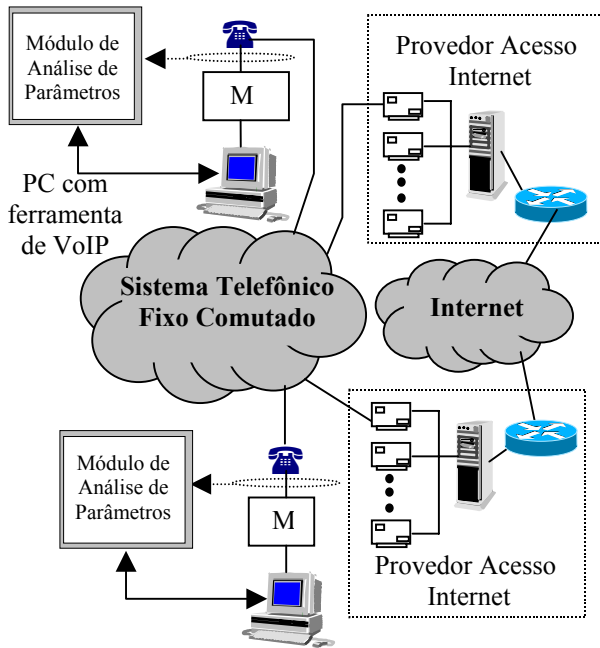 Módulo de
Análise de
Parâmetros
M
Provedor Acesso
Internet
PC com
ferramenta
de VoIP
Sistema Telefônico
Fixo Comutado
Internet
Módulo de
Análise de
Parâmetros
M
Provedor Acesso
Internet